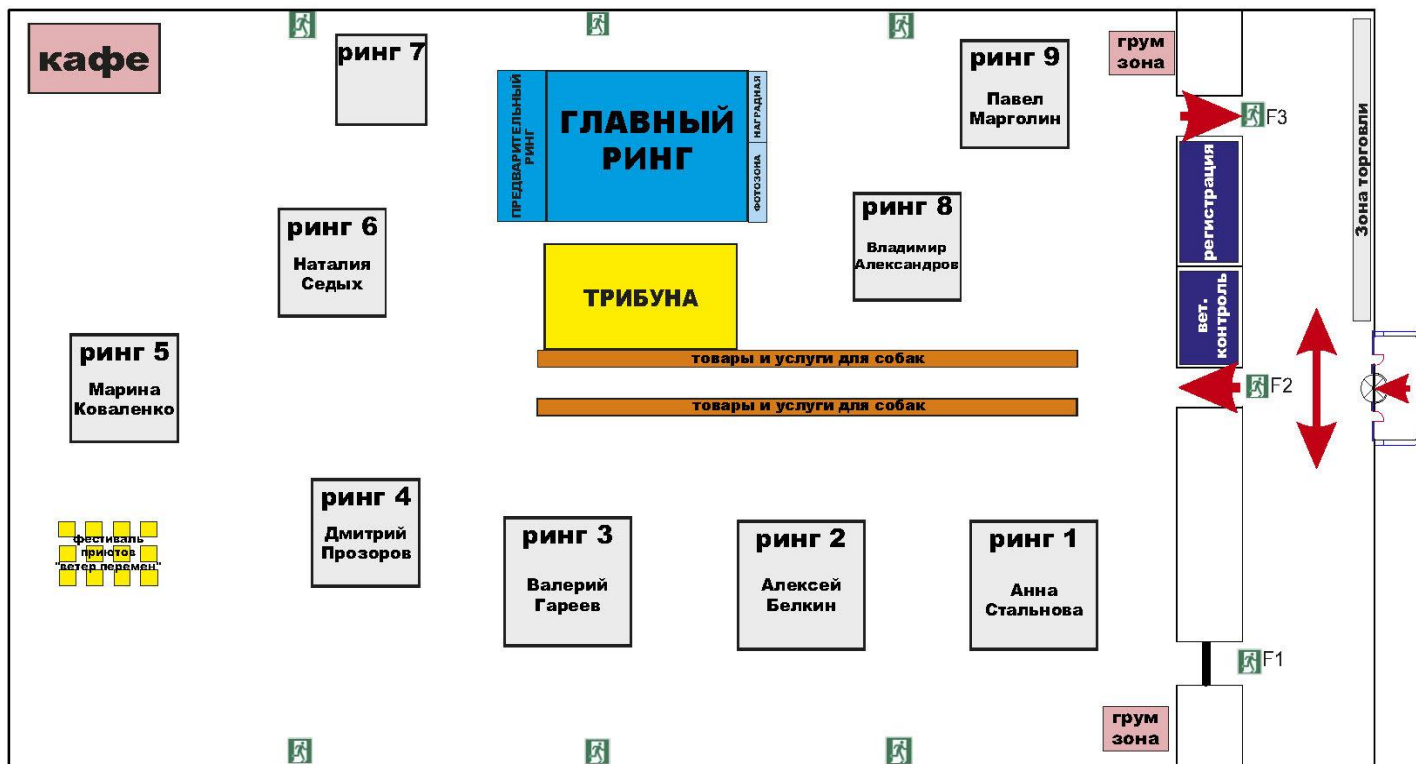 кафе
ринг 7
ПРЕДВАРИТЕЛЬНЫЙ
РИНГ
ГЛАВНЫЙ
РИНГ
НАГРАДНАЯ
ФОТОЗОНА
ринг 9
Павел
Марголин
грум
зона
F3
регистрация
Зона торговли
ринг 6
Наталия
Седых
ТРИБУНА
ринг 8
Владимир
Александров
вет.
контроль
ринг 5
Марина
Коваленко
товары и услуги для собак
товары и услуги для собак
F2
ринг 4
Дмитрий
Прозоров
фестиваль
приютов
"ветер перемен"
ринг 3
Валерий
Гареев
ринг 2
Алексей
Белкин
ринг 1
Анна
Стальнова
F1
грум
зона